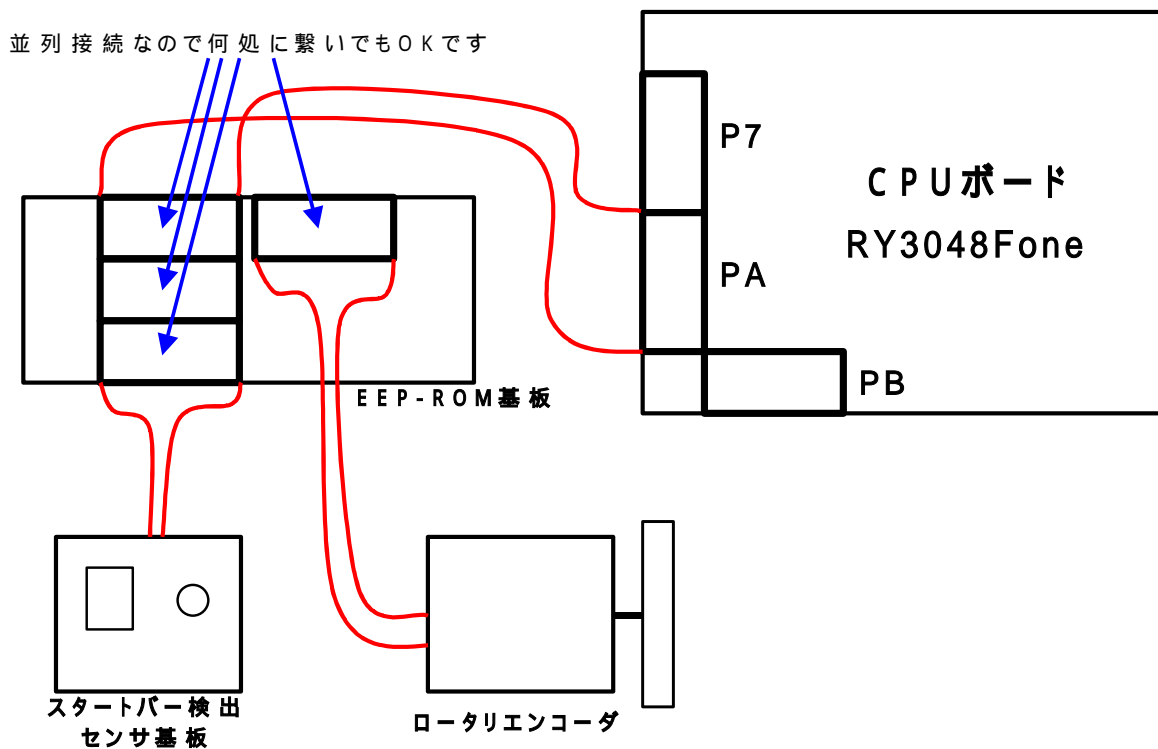 並列接続なので何処に繋いでもOKです
P7
CPUボード
RY3048Fone
PA
PB
EEP-ROM基板
スタートバー検出
センサ基板
ロータリエンコーダ